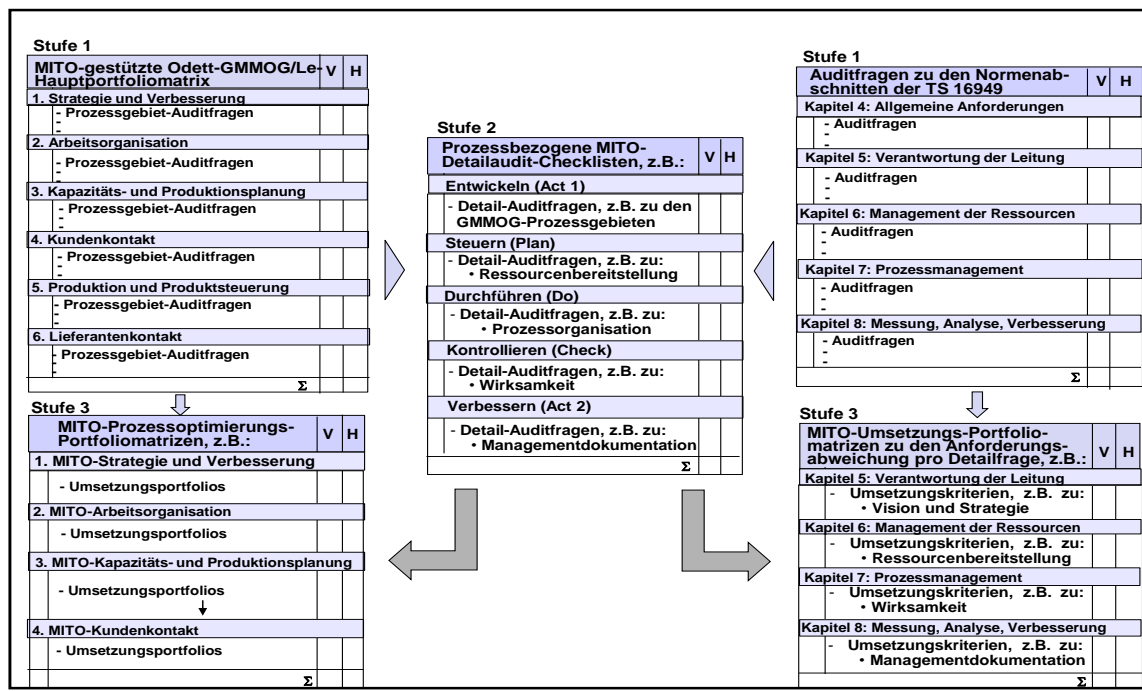 Stufe 1
MITO-gestützte Odett-GMMOG/Le-
Hauptportfoliomatrix
V H
1. Strategie und Verbesserung
- Prozessgebiet-Auditfragen
-
-
2. Arbeitsorganisation
- Prozessgebiet-Auditfragen
-
-
3. Kapazitäts- und Produktionsplanung
- Prozessgebiet-Auditfragen
-
-
4. Kundenkontakt
- Prozessgebiet-Auditfragen
-
-
5. Produktion und Produktsteuerung
- Prozessgebiet-Auditfragen
-
-
6. Lieferantenkontakt
- Prozessgebiet-Auditfragen
-
-
Σ
Stufe 3
MITO-Prozessoptimierungs-
Portfoliomatrizen, z.B.:
V H
1. MITO-Strategie und Verbesserung
- Umsetzungsportfolios
2. MITO-Arbeitsorganisation
- Umsetzungsportfolios
3. MITO-Kapazitäts- und Produktionsplanung
- Umsetzungsportfolios
4. MITO-Kundenkontakt
- Umsetzungsportfolios
Σ
Stufe 2
Prozessbezogene MITO-
Detailaudit-Checklisten, z.B.:
V H
Entwickeln (Act 1)
- Detail-Auditfragen, z.B. zu den
GMMOG-Prozessgebieten
Steuern (Plan)
- Detail-Auditfragen, z.B. zu:
• Ressourcenbereitstellung
Durchführen (Do)
- Detail-Auditfragen, z.B. zu:
• Prozessorganisation
Kontrollieren (Check)
- Detail-Auditfragen, z.B. zu:
• Wirksamkeit
Verbessern (Act 2)
- Detail-Auditfragen, z.B. zu:
• Managementdokumentation
Σ
Stufe 1
Auditfragen zu den Normenab-
schnitten der TS 16949
V H
Kapitel 4: Allgemeine Anforderungen
- Auditfragen
-
-
Kapitel 5: Verantwortung der Leitung
- Auditfragen
-
-
Kapitel 6: Management der Ressourcen
- Auditfragen
-
-
Kapitel 7: Prozessmanagement
- Auditfragen
-
-
Kapitel 8: Messung, Analyse, Verbesserung
- Auditfragen
-
-
Σ
Stufe 3
MITO-Umsetzungs-Portfolio-
matrizen zu den Anforderungs-
abweichung pro Detailfrage, z.B.:
V H
Kapitel 5: Verantwortung der Leitung
- Umsetzungskriterien, z.B. zu:
• Vision und Strategie
Kapitel 6: Management der Ressourcen
- Umsetzungskriterien, z.B. zu:
• Ressourcenbereitstellung
Kapitel 7: Prozessmanagement
- Umsetzungskriterien, z.B. zu:
• Wirksamkeit
Kapitel 8: Messung, Analyse, Verbesserung
- Umsetzungskriterien, z.B. zu:
• Managementdokumentation
Σ